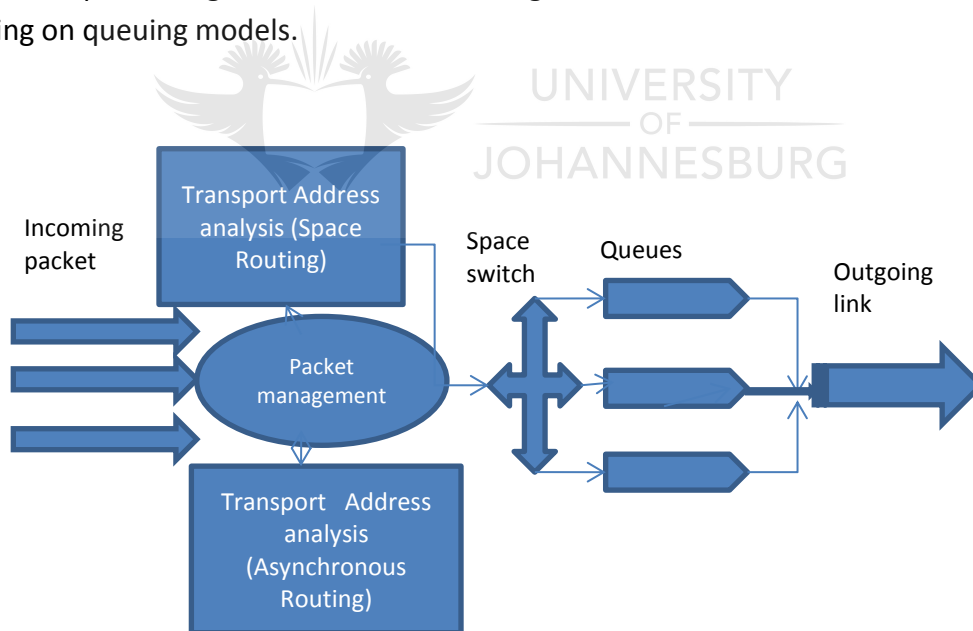 ing on queuing models.
UNIVERSITY
OF
JOHANNESBURG
Transport Address
analysis (Space
Routing)
Incoming
packet
Space
switch
Queues
Outgoing
link
Packet
management
Transport Address
analysis
(Asynchronous
Routing)